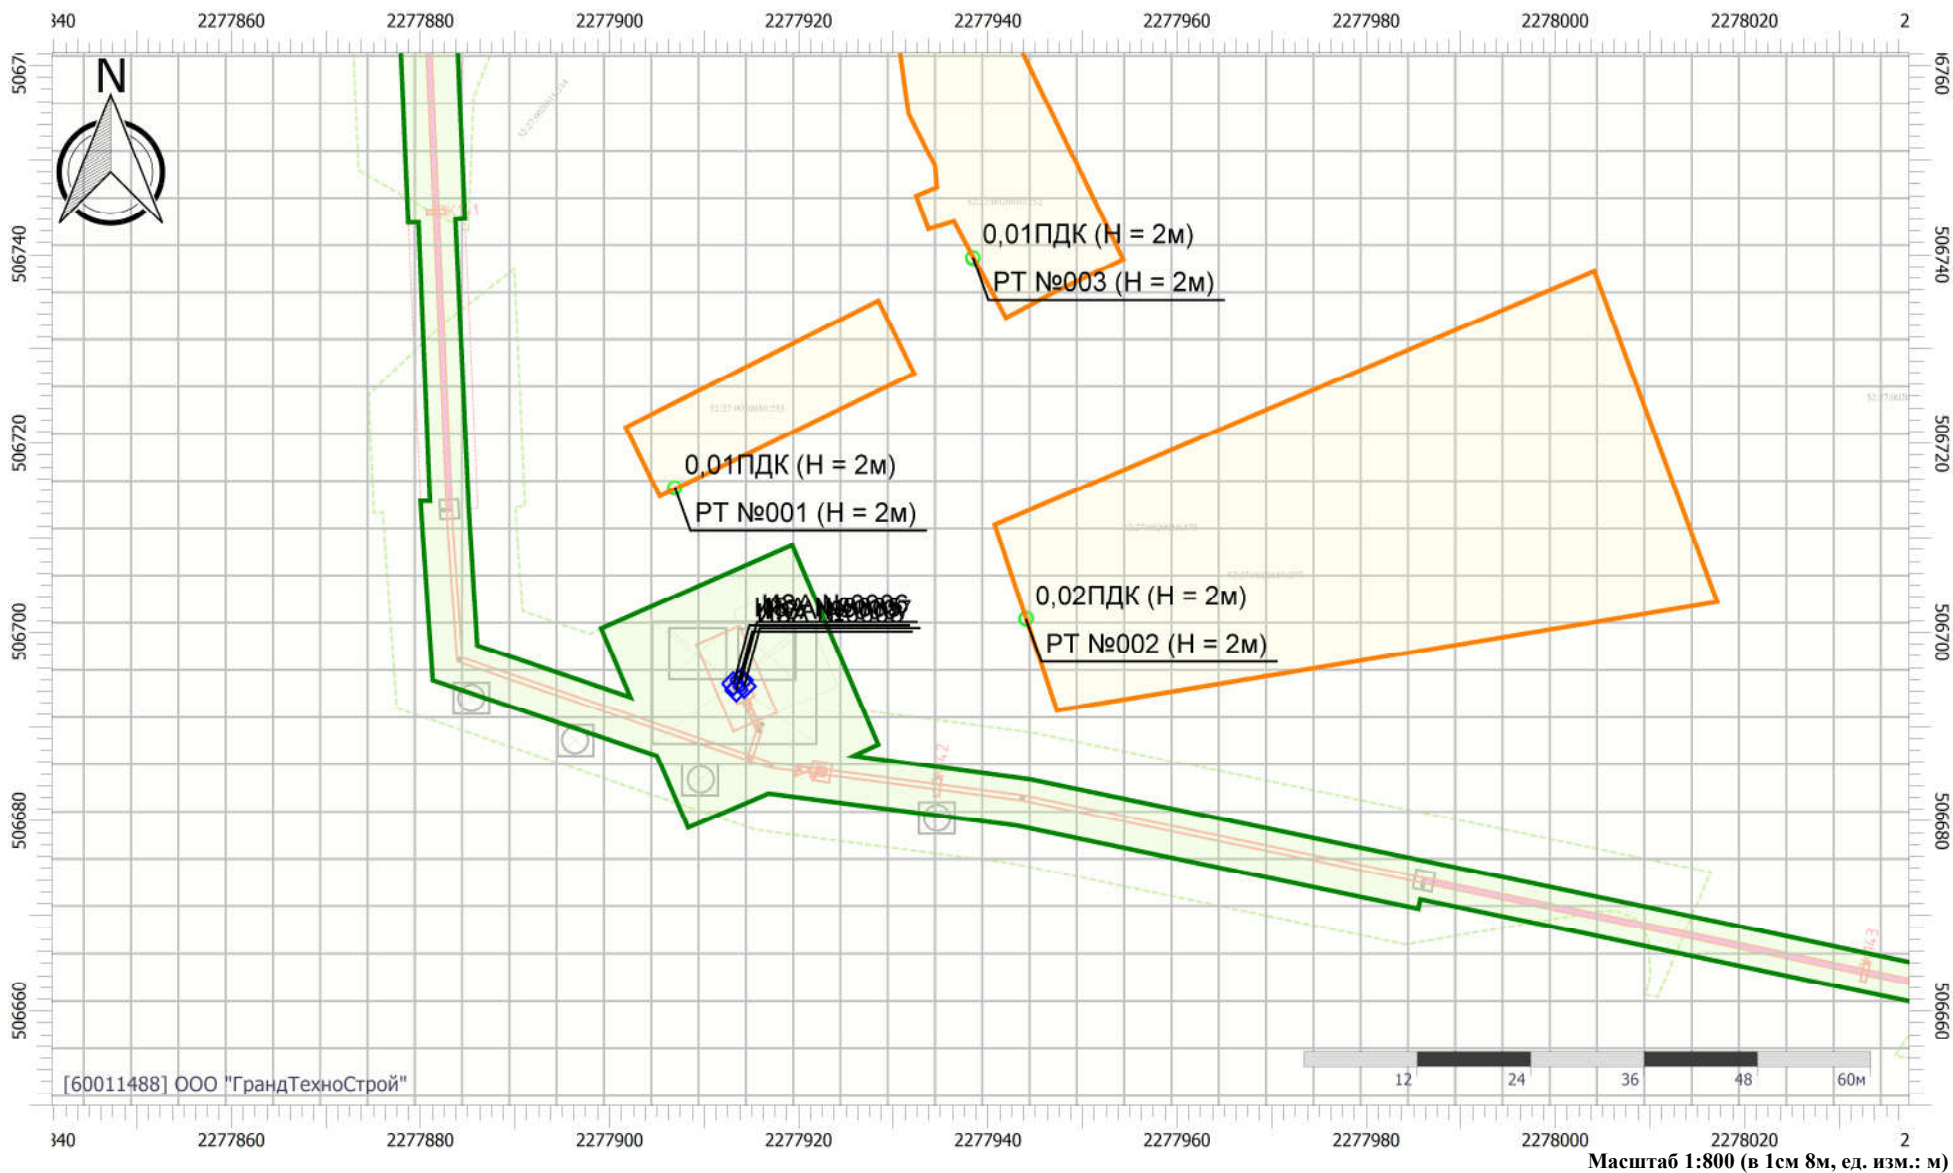 2277860 2277880 2277900 2277920 2277940 2277960 2277980 2278000 2278020
N
506740
506720
506700
506680
506660
0,01ПДК (Н = 2м)
РТ №003 (Н = 2м)
0,01ПДК (Н = 2м)
РТ №001 (Н = 2м)
0,02ПДК (Н = 2м)
РТ №002 (Н = 2м)
506740
506720
506700
506680
506660
12 24 36 48 60м
[60011488] ООО "ГрандТехноСтрой"
2277860 2277880 2277900 2277920 2277940 2277960 2277980 2278000 2278020
Масштаб 1:800 (в 1см 8м, ед. изм.: м)